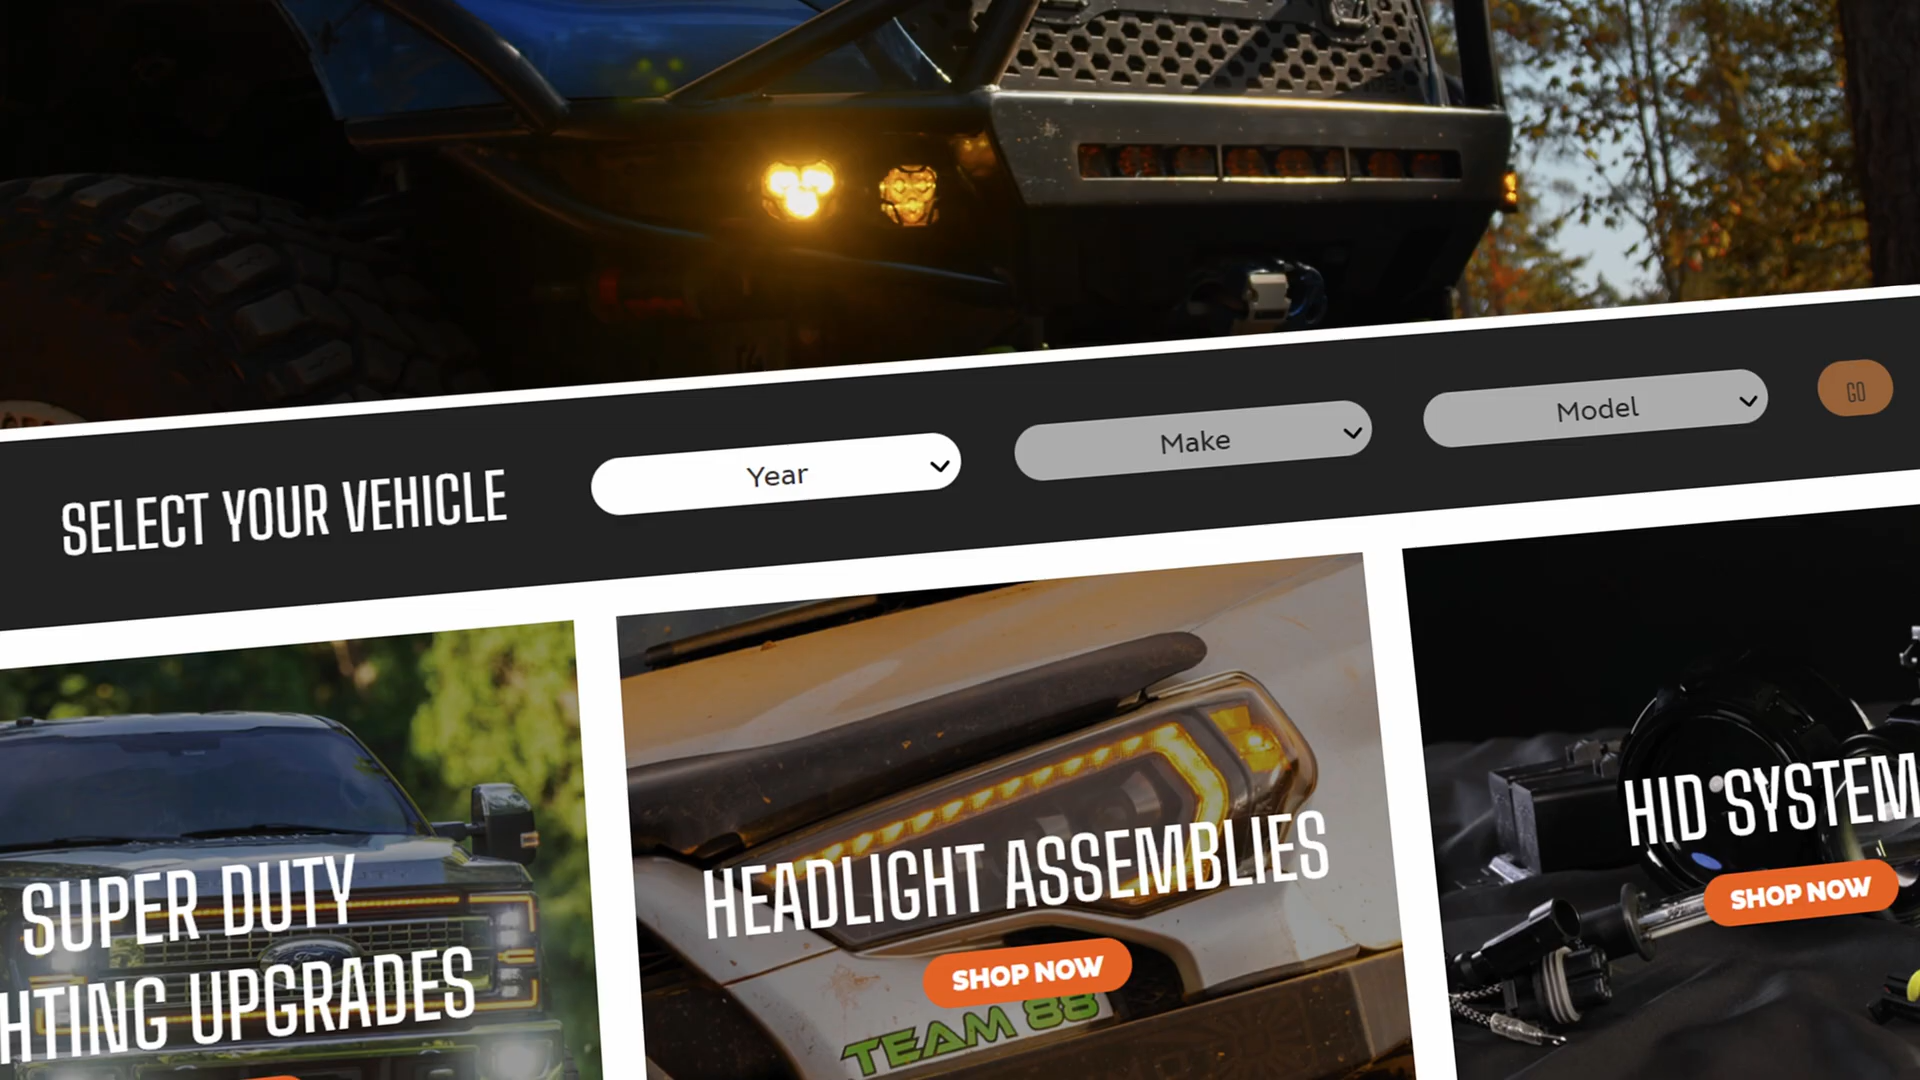 SELECT YOUR VEHICLE
Year
Make
Model
GO
SUPER DUTY
HTING UPGRADES
HEADLIGHT ASSEMBLIES
SHOP NOW
TEAM 88
HID SYSTEM
SHOP NOW